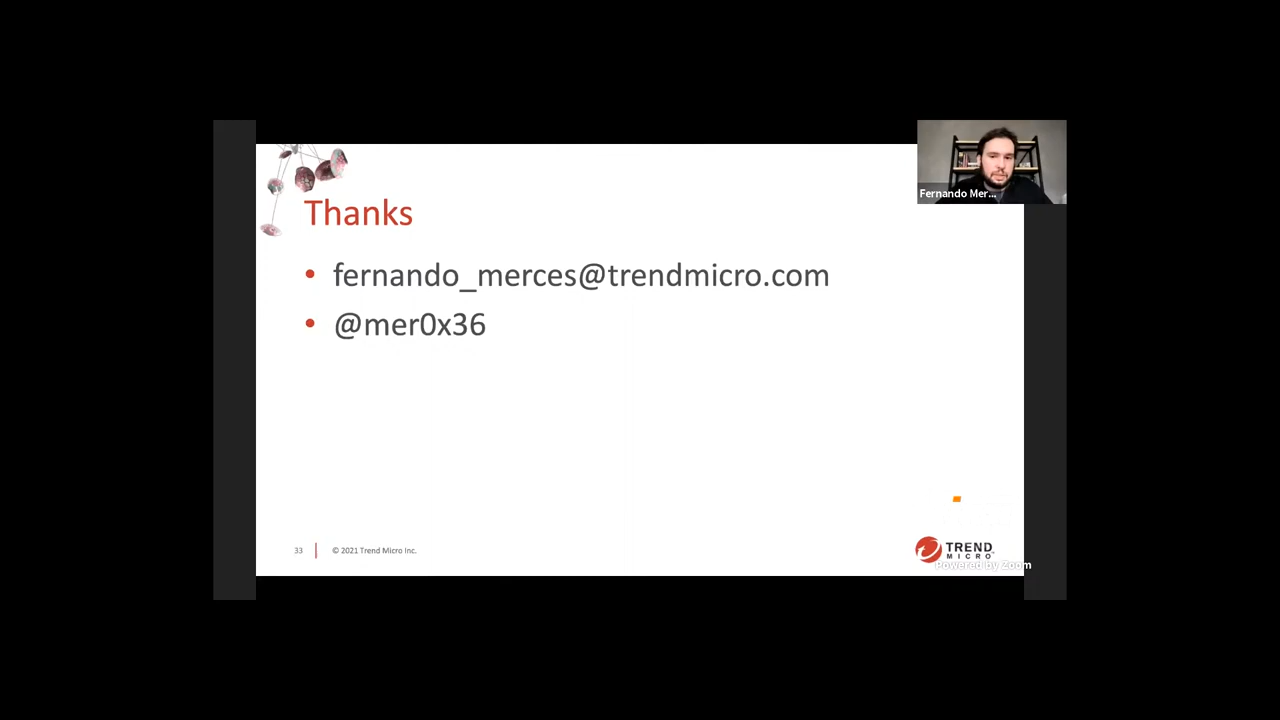 Fernando Mer...
Thanks
• fernando_merces@trendmicro.com
• @mer0x36
33
© 2021 Trend Micro Inc.
TREND
MICRO
Powered by Zoom